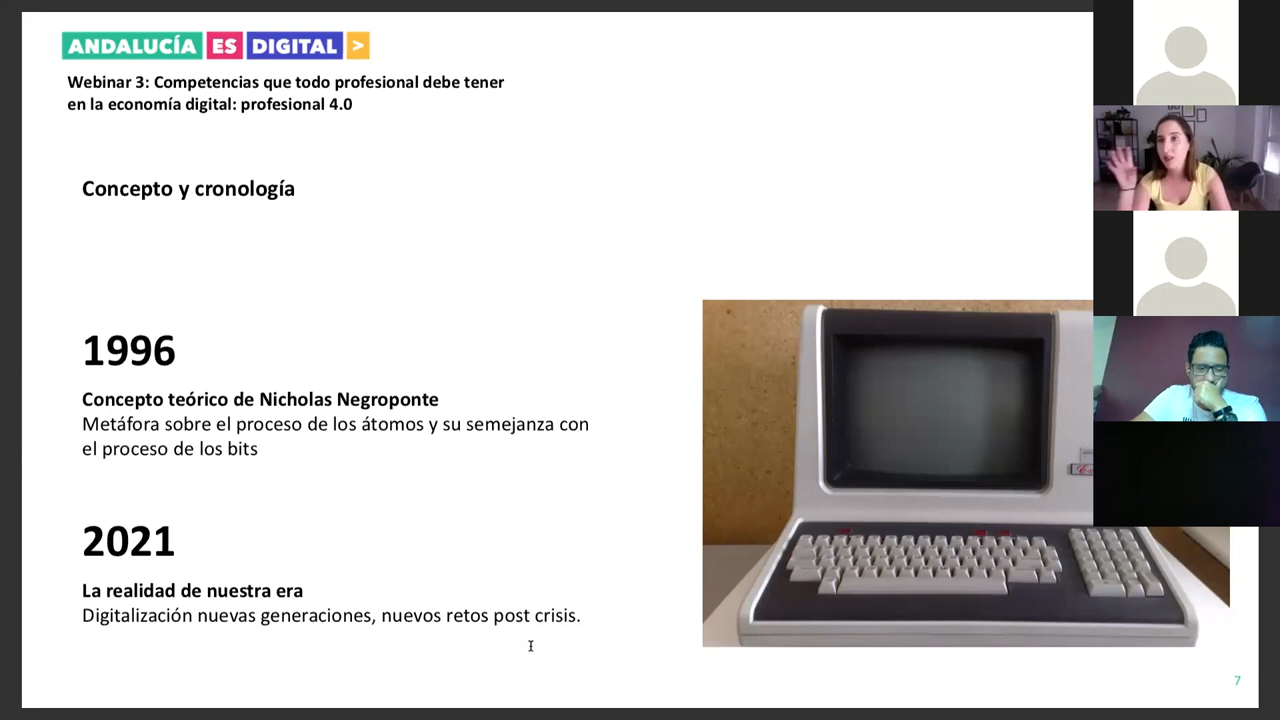 ANDALUCÍA ES DIGITAL >
Webinar 3: Competencias que todo profesional debe tener
en la economía digital: profesional 4.0
Concepto y cronología
1996
Concepto teórico de Nicholas Negroponte
Metáfora sobre el proceso de los átomos y su semejanza con
el proceso de los bits
2021
La realidad de nuestra era
Digitalización nuevas generaciones, nuevos retos post crisis.
7